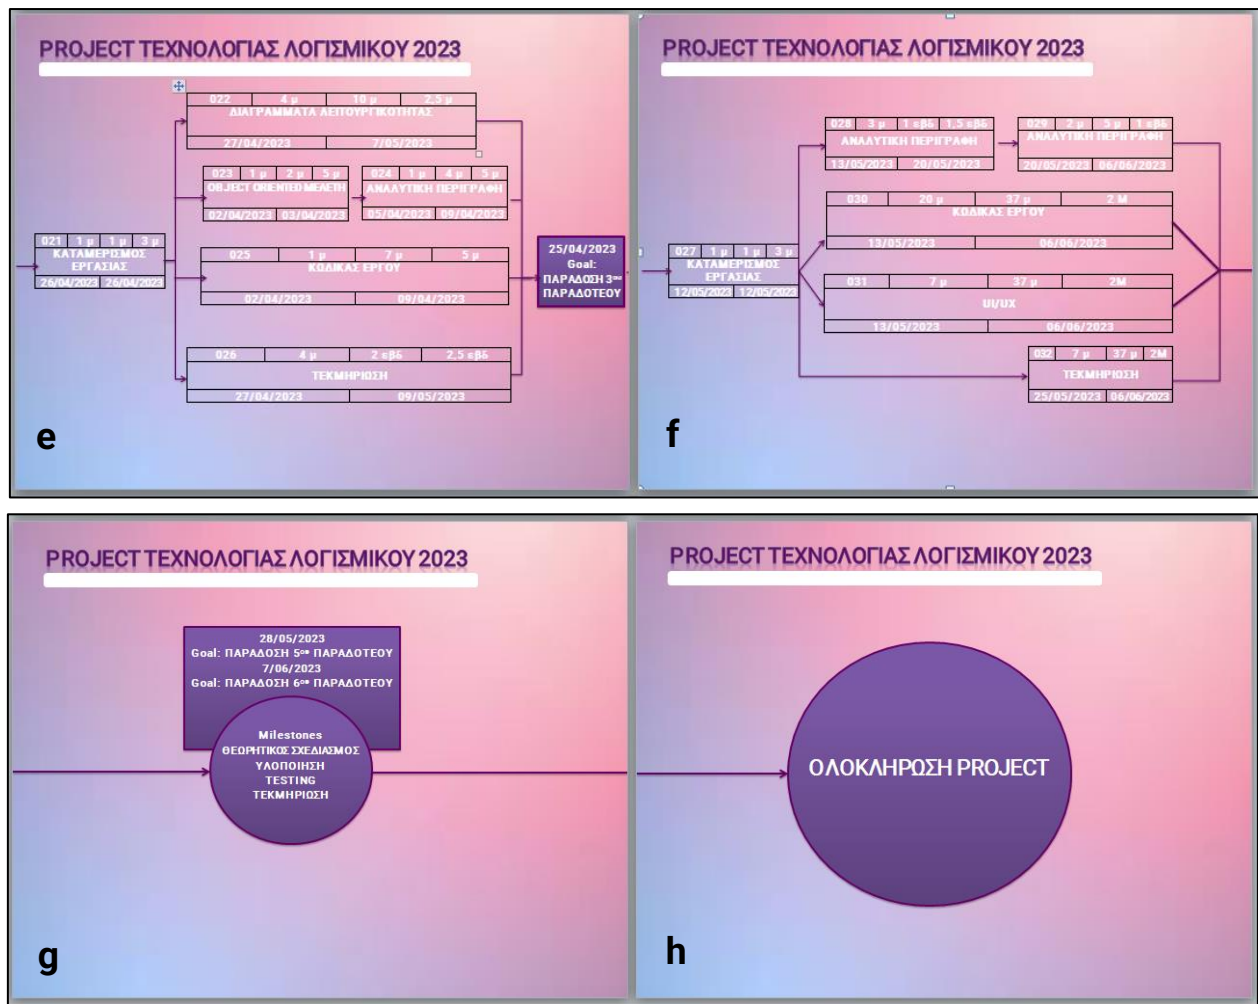 PROJECT ΤΕΧΝΟΛΟΓΙΑΣ ΛΟΓΙΣΜΙΚΟΥ 2023
022 4 μ 10 μ 2,5 μ
ΔΙΑΓΡΑΜΜΑΤΑ ΛΕΙΤΟΥΡΓΙΚΟΤΗΤΑΣ
27/04/2023 7/05/2023
023 1 μ 2 μ 5 μ
OBJECT ORIENTED ΜΕΛΕΤΗ
02/04/2023 03/04/2023
024 1 μ 4 μ 5 μ
ΑΝΑΛΥΤΙΚΗ ΠΕΡΙΓΡΑΦΗ
05/04/2023 09/04/2023
021 1 μ 1 μ 3 μ
ΚΑΤΑΜΕΡΙΣΜΟΣ
ΕΡΓΑΣΙΑΣ
26/04/2023 26/04/2023
025 1 μ 7 μ 5 μ
ΚΩΔΙΚΑΣ ΕΡΓΟΥ
02/04/2023 09/04/2023
25/04/2023
Goal:
ΠΑΡΑΔΟΣΗ 3ου
ΠΑΡΑΔΟΤΕΟΥ
026 4 μ 2 εβδ 2,5 εβδ
ΤΕΚΜΗΡΙΩΣΗ
27/04/2023 09/05/2023
e
PROJECT ΤΕΧΝΟΛΟΓΙΑΣ ΛΟΓΙΣΜΙΚΟΥ 2023
028 3 μ 1 εβδ 1,5 εβδ
ΑΝΑΛΥΤΙΚΗ ΠΕΡΙΓΡΑΦΗ
13/05/2023 20/05/2023
029 2 μ 5 μ 1 εβδ
ΑΝΑΛΥΤΙΚΗ ΠΕΡΙΓΡΑΦΗ
20/05/2023 06/06/2023
030 20 μ 37 μ 2 Μ
ΚΩΔΙΚΑΣ ΕΡΓΟΥ
13/05/2023 06/06/2023
027 1 μ 1 μ 3 μ
ΚΑΤΑΜΕΡΙΣΜΟΣ
ΕΡΓΑΣΙΑΣ
12/05/2023 12/05/2023
031 7 μ 37 μ 2Μ
UI/UX
13/05/2023 06/06/2023
032 7 μ 37 μ 2Μ
ΤΕΚΜΗΡΙΩΣΗ
25/05/2023 06/06/2023
f
PROJECT ΤΕΧΝΟΛΟΓΙΑΣ ΛΟΓΙΣΜΙΚΟΥ 2023
28/05/2023
Goal: ΠΑΡΑΔΟΣΗ 5ου ΠΑΡΑΔΟΤΕΟΥ
7/06/2023
Goal: ΠΑΡΑΔΟΣΗ 6ου ΠΑΡΑΔΟΤΕΟΥ
Milestones
ΘΕΩΡΗΤΙΚΟΣ ΣΧΕΔΙΑΣΜΟΣ
ΥΛΟΠΟΙΗΣΗ
TESTING
ΤΕΚΜΗΡΙΩΣΗ
g
PROJECT ΤΕΧΝΟΛΟΓΙΑΣ ΛΟΓΙΣΜΙΚΟΥ 2023
ΟΛΟΚΛΗΡΩΣΗ PROJECT
h